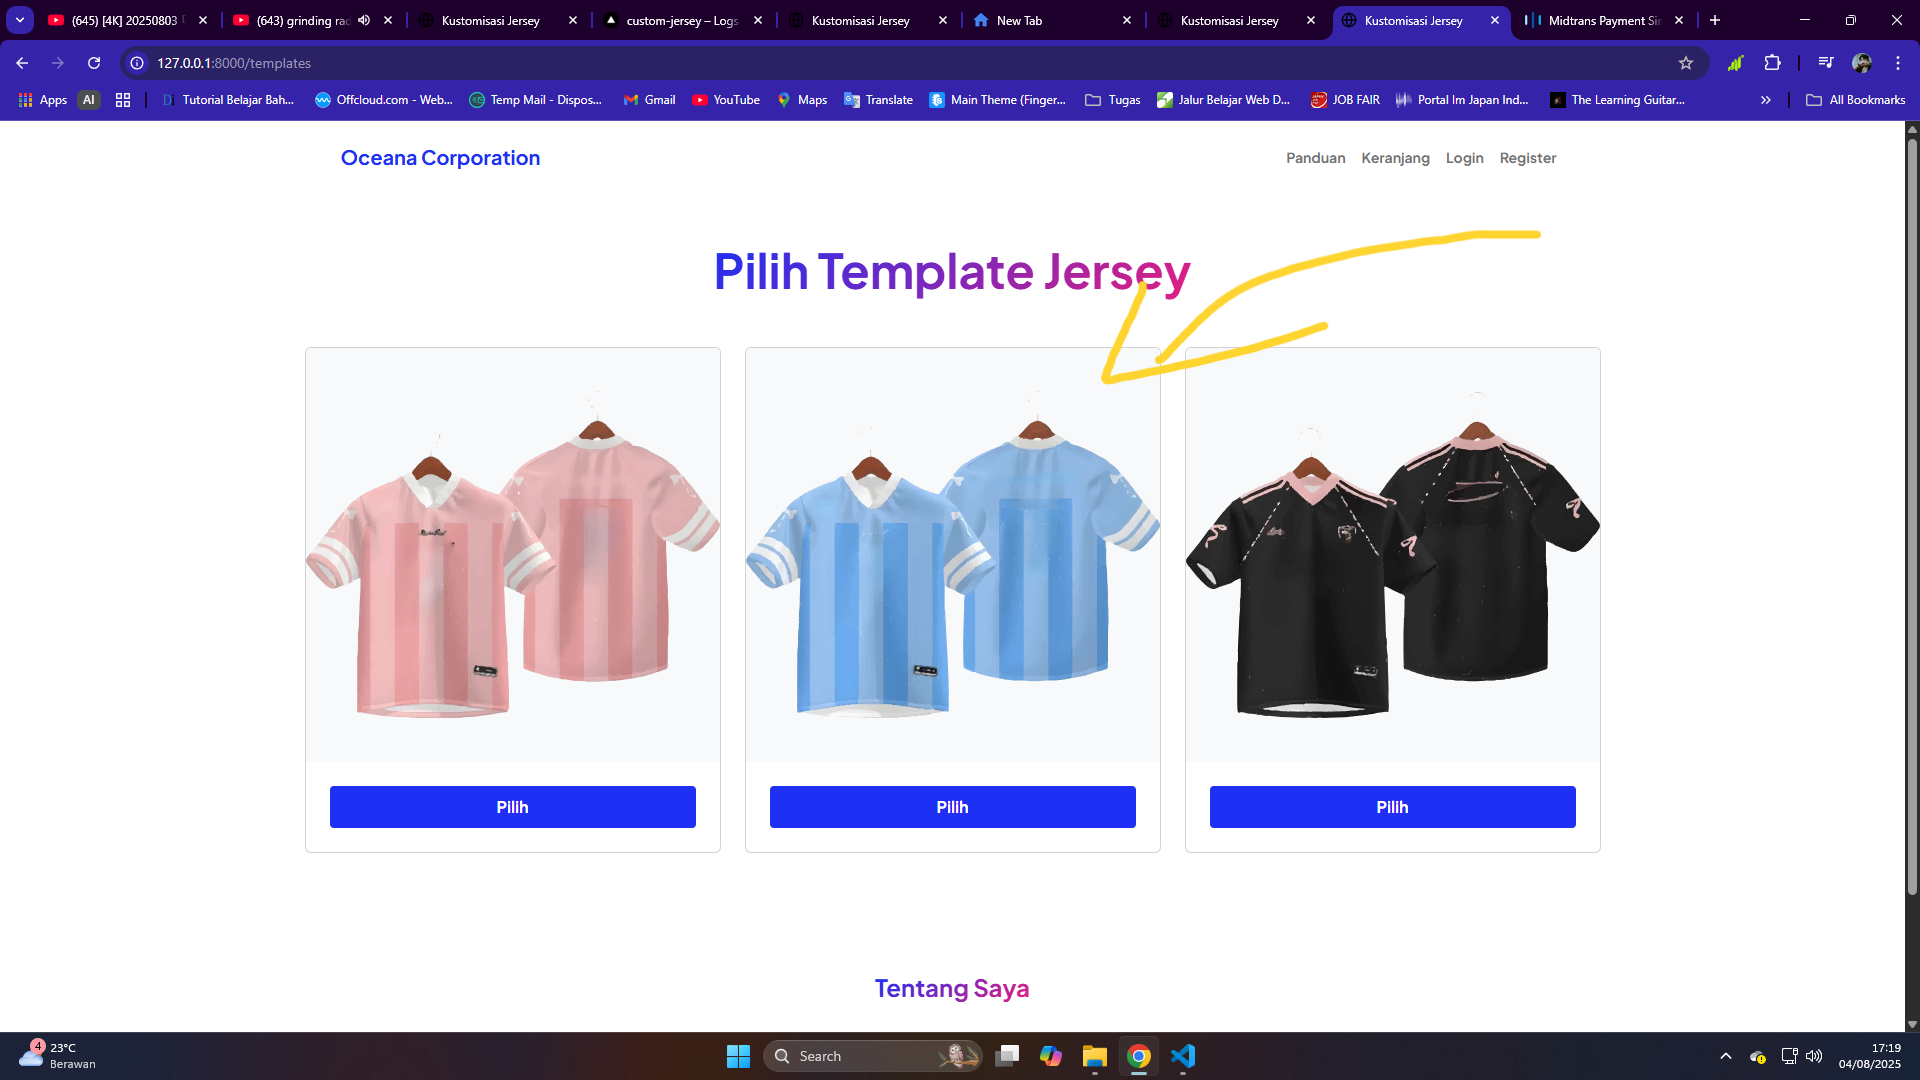 (645) [4K] 20250803
(643) grinding rac
Kustomisasi Jersey
custom-jersey – Logs
Kustomisasi Jersey
New Tab
Kustomisasi Jersey
Kustomisasi Jersey
Midtrans Payment Sir
127.0.0.1:8000/templates
Apps
AI
Tutorial Belajar Bah...
Offcloud.com - Web...
Temp Mail - Dispos...
Gmail
YouTube
Maps
Translate
Main Theme (Finger...
Tugas
Jalur Belajar Web D...
JOB FAIR
Portal Im Japan Ind...
The Learning Guitar...
All Bookmarks
Oceana Corporation
Panduan
Keranjang
Login
Register
Pilih Template Jersey
Pilih
Pilih
Pilih
Tentang Saya
4
23°C
Berawan
Search
17:19
04/08/2025